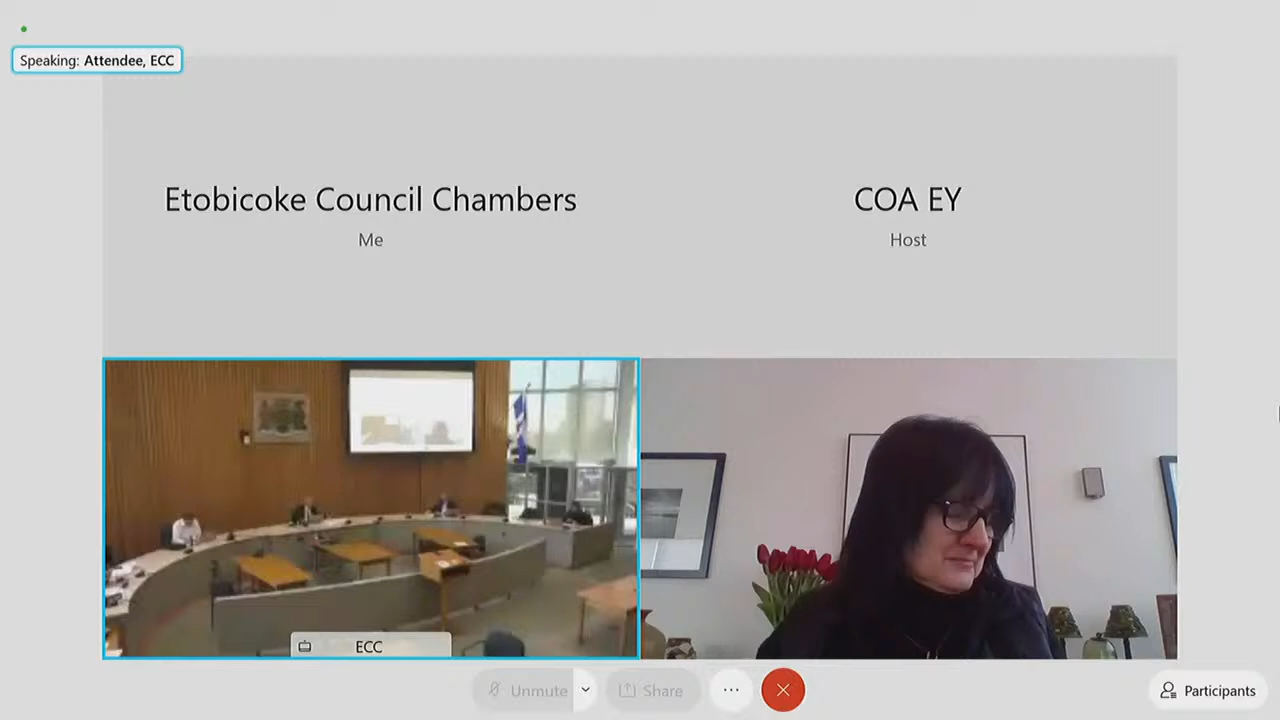 Speaking: Attendee, ECC
Etobicoke Council Chambers
Me
COA EY
Host
ECC
Unmute
Share
Participants